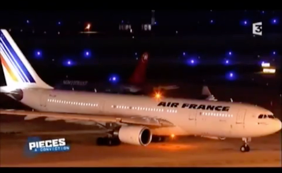 3
AIR FRANCE
PIECES
A CONVICTION